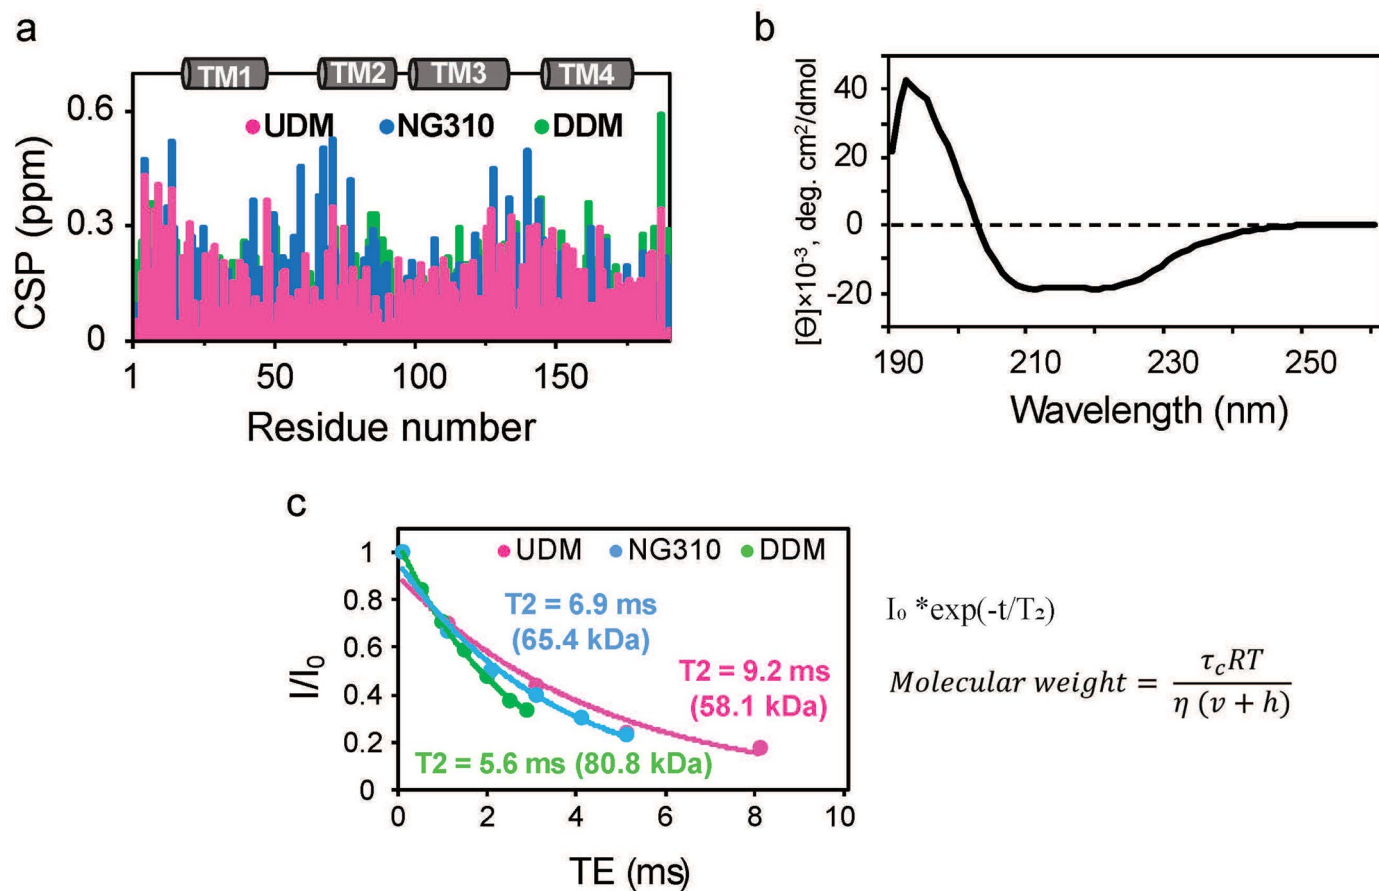 a
TM1 TM2 TM3 TM4
0.6
UDM NG310 DDM
CSP (ppm)
0.3
0
1 50 100 150
Residue number
b
40
20
0
-20
[Θ]×10⁻³, deg. cm²/dmol
190 210 230 250
Wavelength (nm)
c
UDM NG310 DDM
1
0.8
0.6
0.4
0.2
0
I/I₀
T2 = 6.9 ms
(65.4 kDa)
T2 = 9.2 ms
(58.1 kDa)
T2 = 5.6 ms (80.8 kDa)
0 2 4 6 8 10
TE (ms)
I₀ *exp(-t/T₂)
Molecular weight = τcRT / η (v + h)